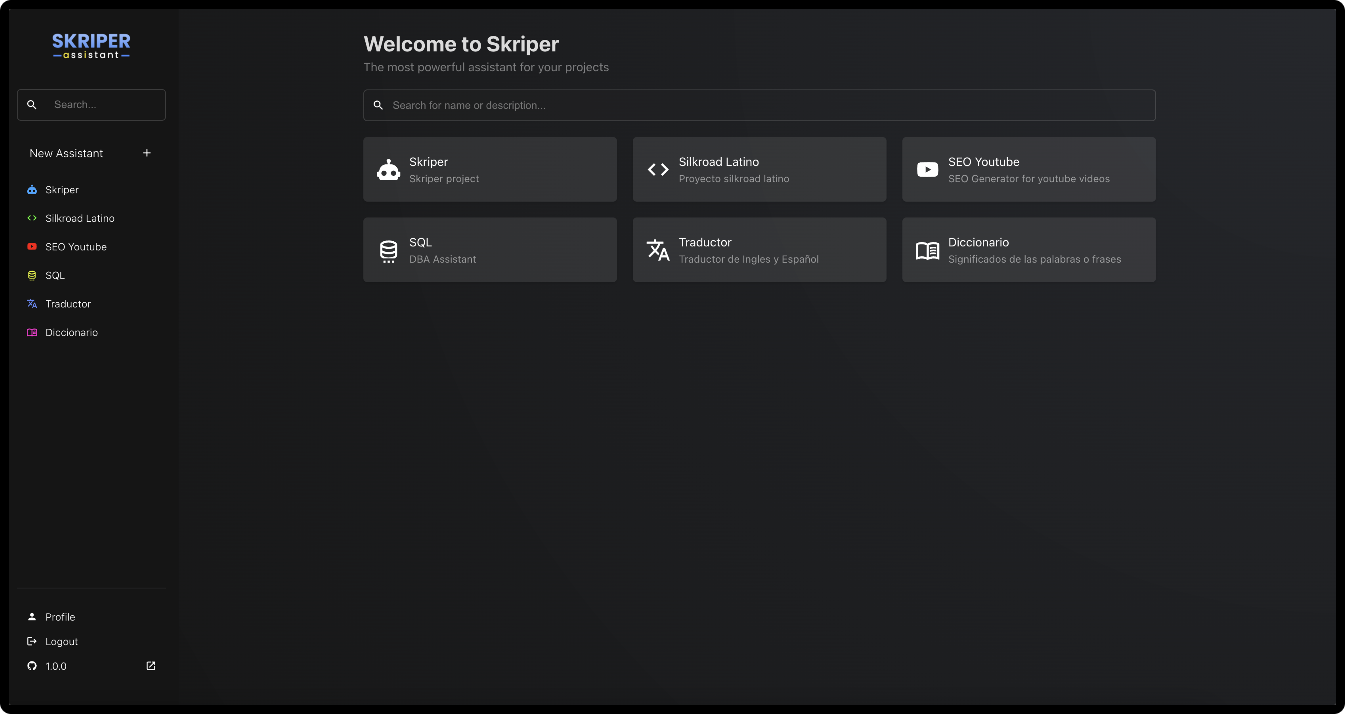 SKRIPER
assistant
Search...
New Assistant
Skriper
Silkroad Latino
SEO Youtube
SQL
Traductor
Diccionario
Profile
Logout
1.0.0
Welcome to Skriper
The most powerful assistant for your projects
Search for name or description...
Skriper
Skriper project
Silkroad Latino
Proyecto silkroad latino
SEO Youtube
SEO Generator for youtube videos
SQL
DBA Assistant
Traductor
Traductor de Ingles y Español
Diccionario
Significados de las palabras o frases